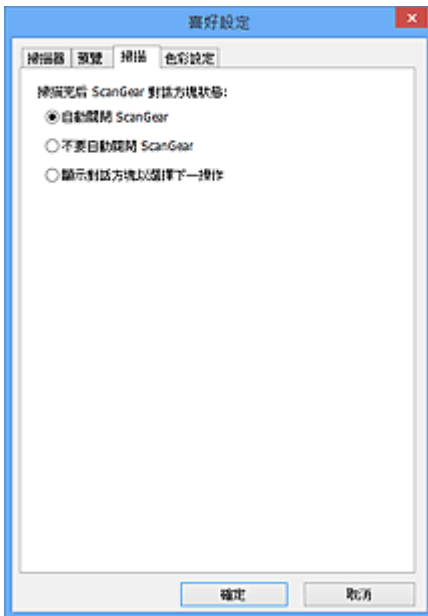 喜好設定
掃描器 預覽 掃描 色彩設定
掃描完后 ScanGear 對話方塊狀態:
自動關閉 ScanGear
不要自動關閉 ScanGear
顯示對話方塊以選擇下一操作
確定 取消